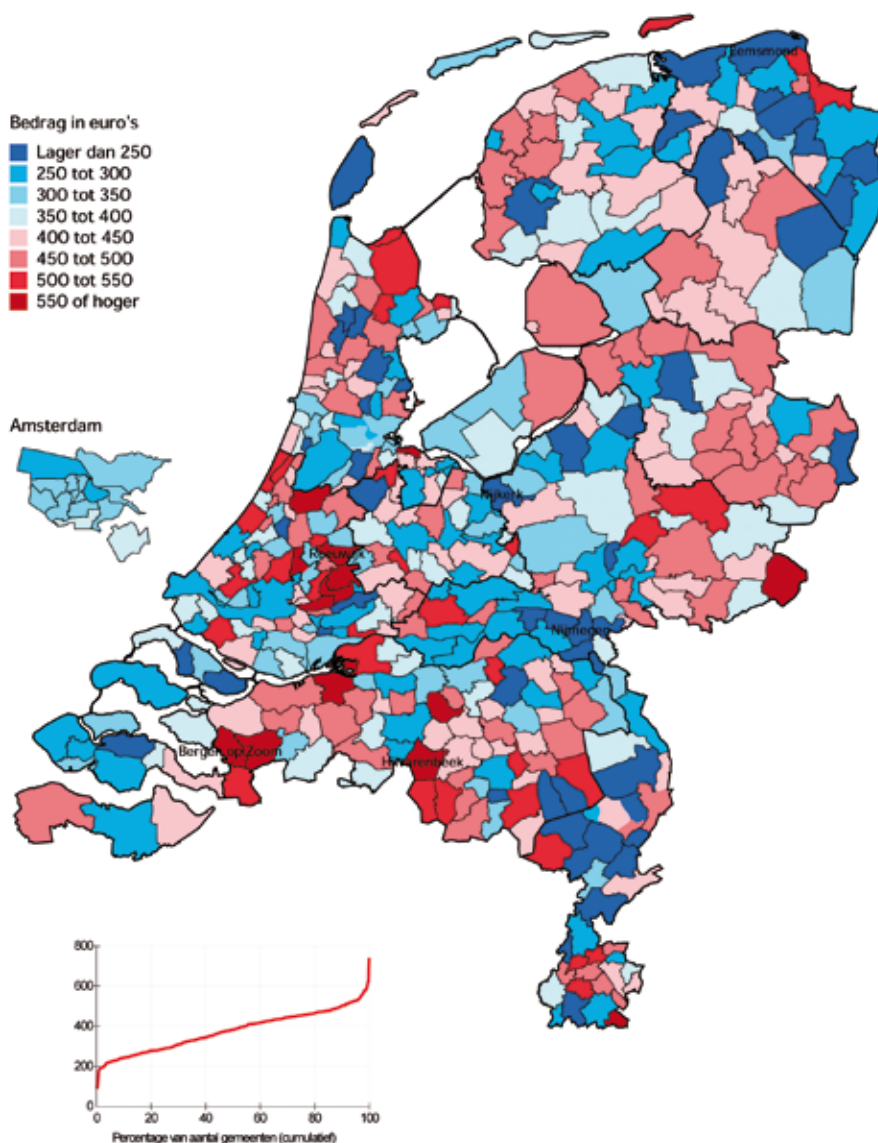 Eemsmond
Bedrag in euro's
Lager dan 250
250 tot 300
300 tot 350
350 tot 400
400 tot 450
450 tot 500
500 tot 550
550 of hoger
Amsterdam
Nijkerk
Reeuwijk
Nijmegen
Bergen op Zoom
Hilvarenbeek
800
600
400
200
0
0 20 40 60 80 100
Percentage van aantal gemeenten (cumulatief)